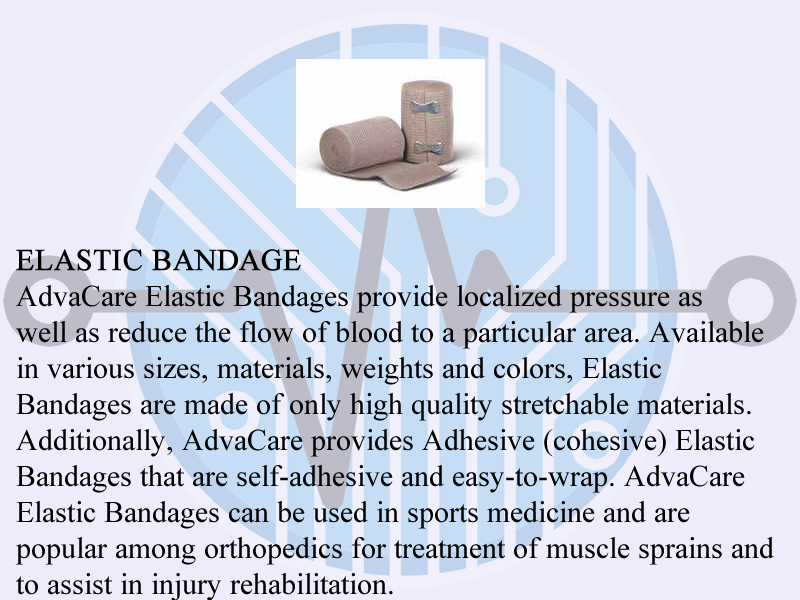 ELASTIC BANDAGE
AdvaCare Elastic Bandages provide localized pressure as
well as reduce the flow of blood to a particular area. Available
in various sizes, materials, weights and colors, Elastic
Bandages are made of only high quality stretchable materials.
Additionally, AdvaCare provides Adhesive (cohesive) Elastic
Bandages that are self-adhesive and easy-to-wrap. AdvaCare
Elastic Bandages can be used in sports medicine and are
popular among orthopedics for treatment of muscle sprains and
to assist in injury rehabilitation.